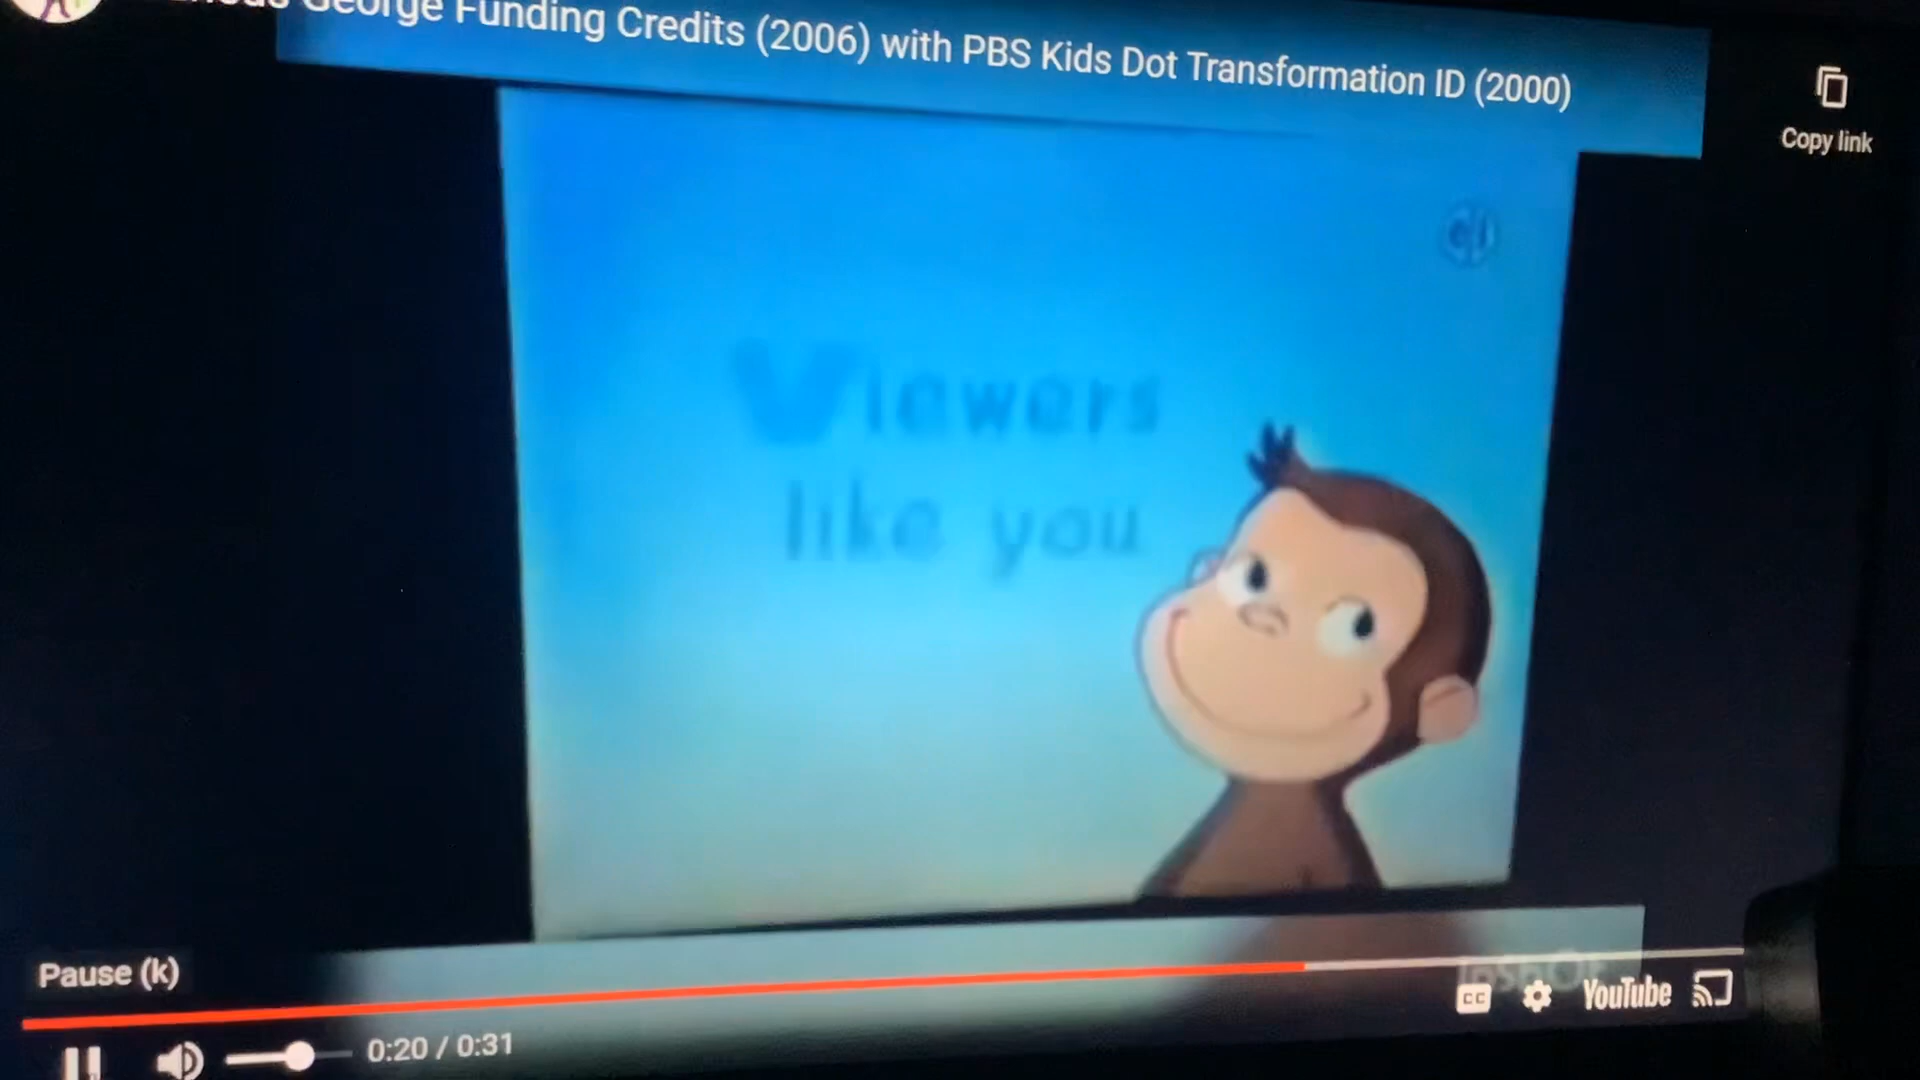 George Funding Credits (2006) with PBS Kids Dot Transformation ID (2000)
Copy link
Viewers
like you
Pause (k)
CC
YouTube
0:20 / 0:31